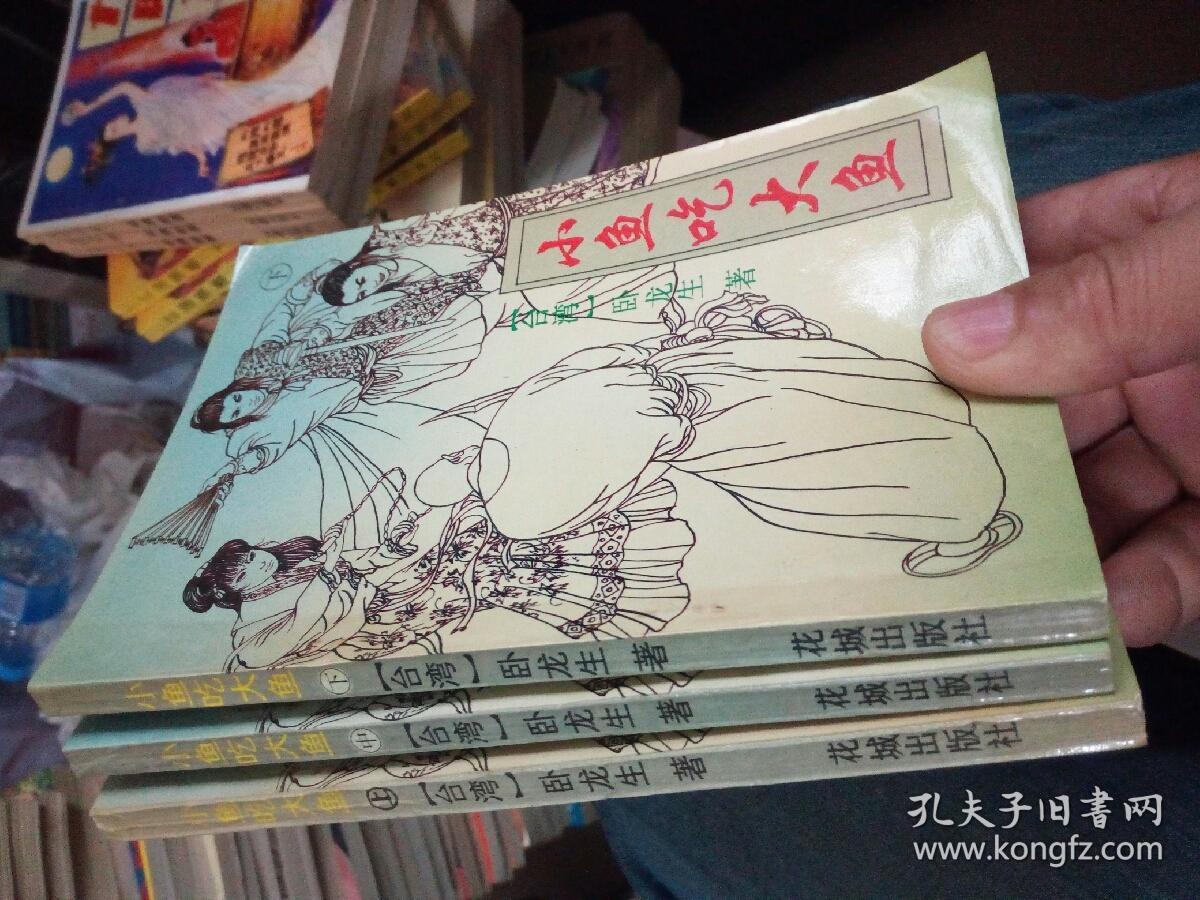 小鱼吃大鱼
【台湾】卧龙生 著
下
小鱼吃大鱼 下 【台湾】卧龙生 著 花城出版社
小鱼吃大鱼 中 【台湾】卧龙生 著 花城出版社
小鱼吃大鱼 上 【台湾】卧龙生 著 花城出版社
孔夫子旧书网
www.kongfz.com